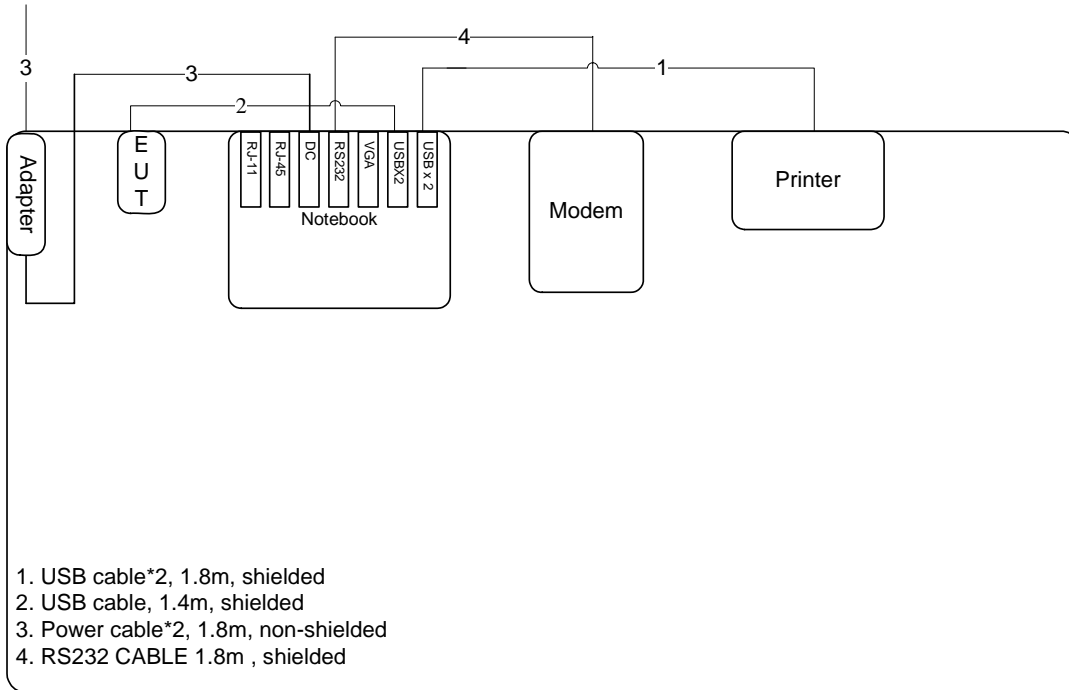 4
3
3
1
2
Adapter
E
U
T
RJ-11
RJ-45
DC
RS232
VGA
USBX2
USB x 2
Notebook
Modem
Printer
1. USB cable*2, 1.8m, shielded
2. USB cable, 1.4m, shielded
3. Power cable*2, 1.8m, non-shielded
4. RS232 CABLE 1.8m , shielded